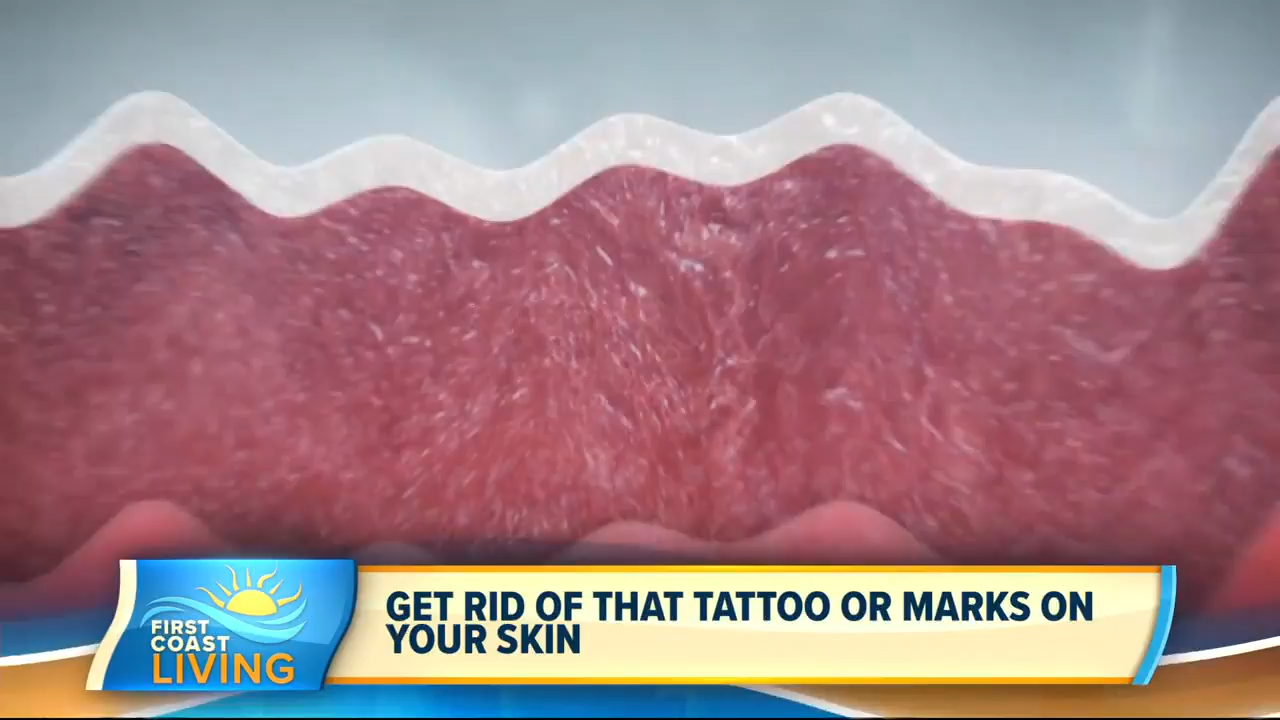 GET RID OF THAT TATTOO OR MARKS ON
YOUR SKIN
FIRST
COAST
LIVING